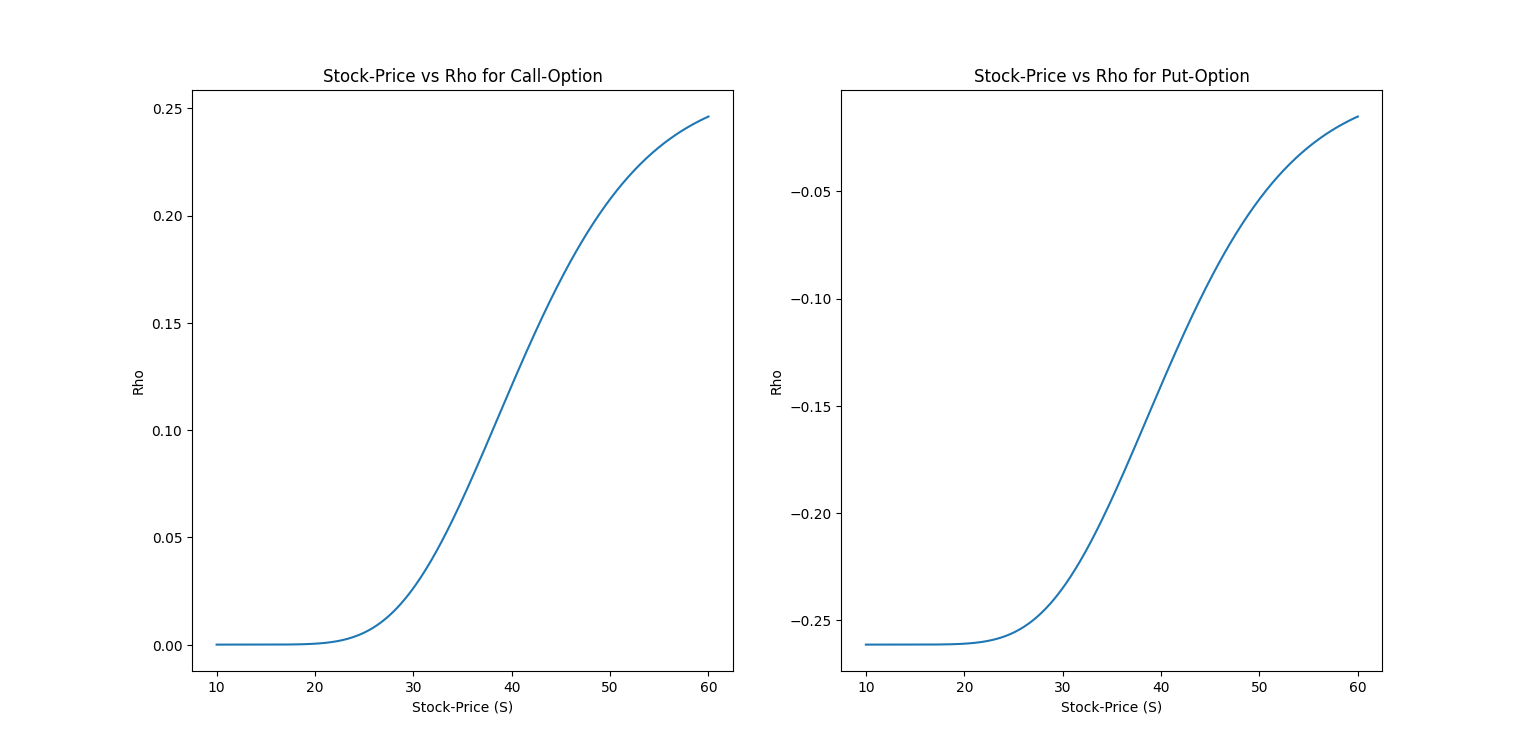 Stock-Price vs Rho for Call-Option
0.25
0.20
0.15
0.10
0.05
0.00
Rho
10 20 30 40 50 60
Stock-Price (S)
Stock-Price vs Rho for Put-Option
−0.05
−0.10
−0.15
−0.20
−0.25
Rho
10 20 30 40 50 60
Stock-Price (S)